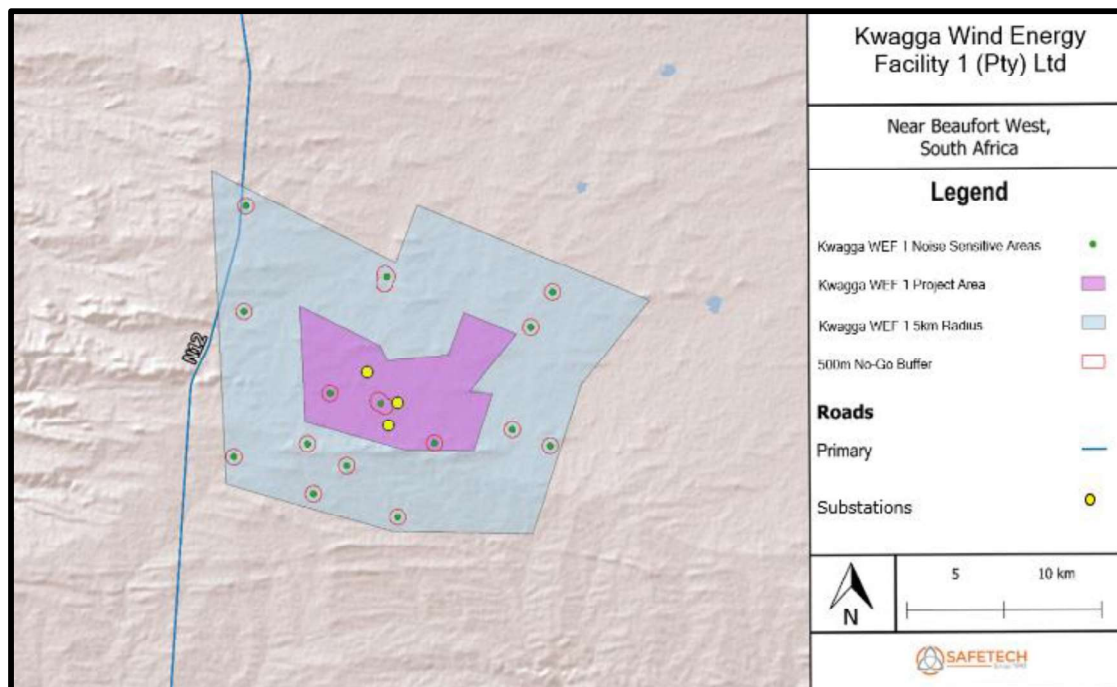 Kwagga Wind Energy
Facility 1 (Pty) Ltd
Near Beaufort West,
South Africa
Legend
Kwagga WEF 1 Noise Sensitive Areas
Kwagga WEF 1 Project Area
Kwagga WEF 1 5km Radius
500m No-Go Buffer
Roads
Primary
Substations
N12
5 10 km
N
SAFETECH